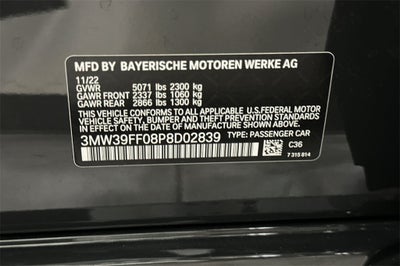 MFD BY BAYERISCHE MOTOREN WERKE AG
11/22
GVWR 5071 lbs 2300 kg
GAWR FRONT 2337 lbs 1060 kg
GAWR REAR 2866 lbs 1300 kg
THIS VEHICLE CONFORMS TO ALL APPLICABLE U.S.FEDERAL MOTOR
VEHICLE SAFETY, BUMPER, AND THEFT PREVENTION STANDARDS
IN EFFECT ON THE DATE OF MANUFACTURE SHOWN ABOVE.
3MW39FF08P8D02839 TYPE: PASSENGER CAR
C36
7 315 814